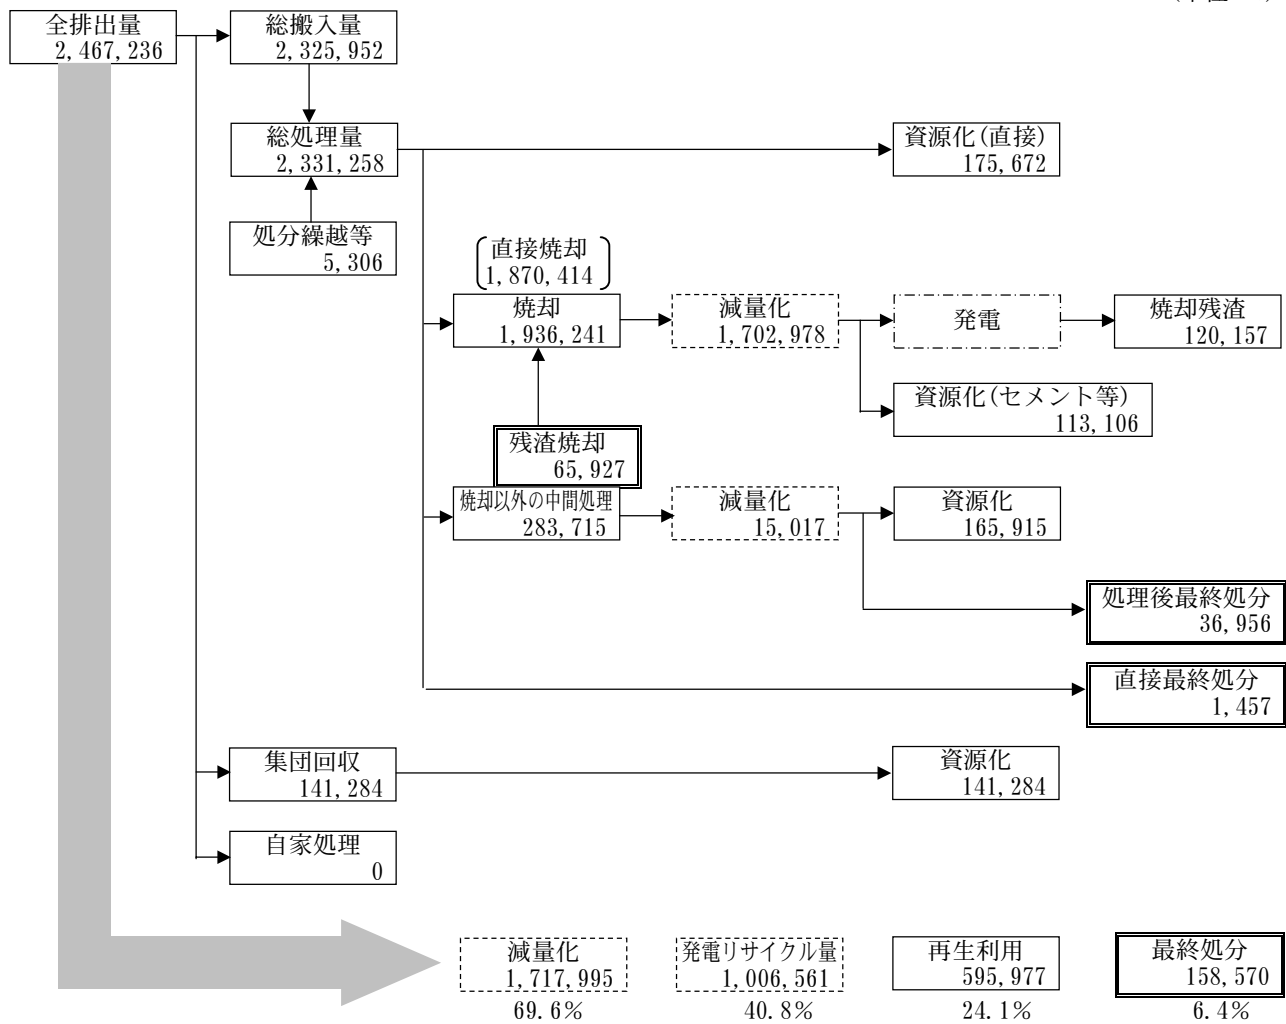 全排出量
2,467,236
総搬入量
2,325,952
総処理量
2,331,258
資源化(直接)
175,672
処分繰越等
5,306
直接焼却
1,870,414
焼却
1,936,241
減量化
1,702,978
発電
焼却残渣
120,157
資源化(セメント等)
113,106
残渣焼却
65,927
焼却以外の中間処理
283,715
減量化
15,017
資源化
165,915
処理後最終処分
36,956
直接最終処分
1,457
集団回収
141,284
資源化
141,284
自家処理
0
減量化
1,717,995
69.6%
発電リサイクル量
1,006,561
40.8%
再生利用
595,977
24.1%
最終処分
158,570
6.4%